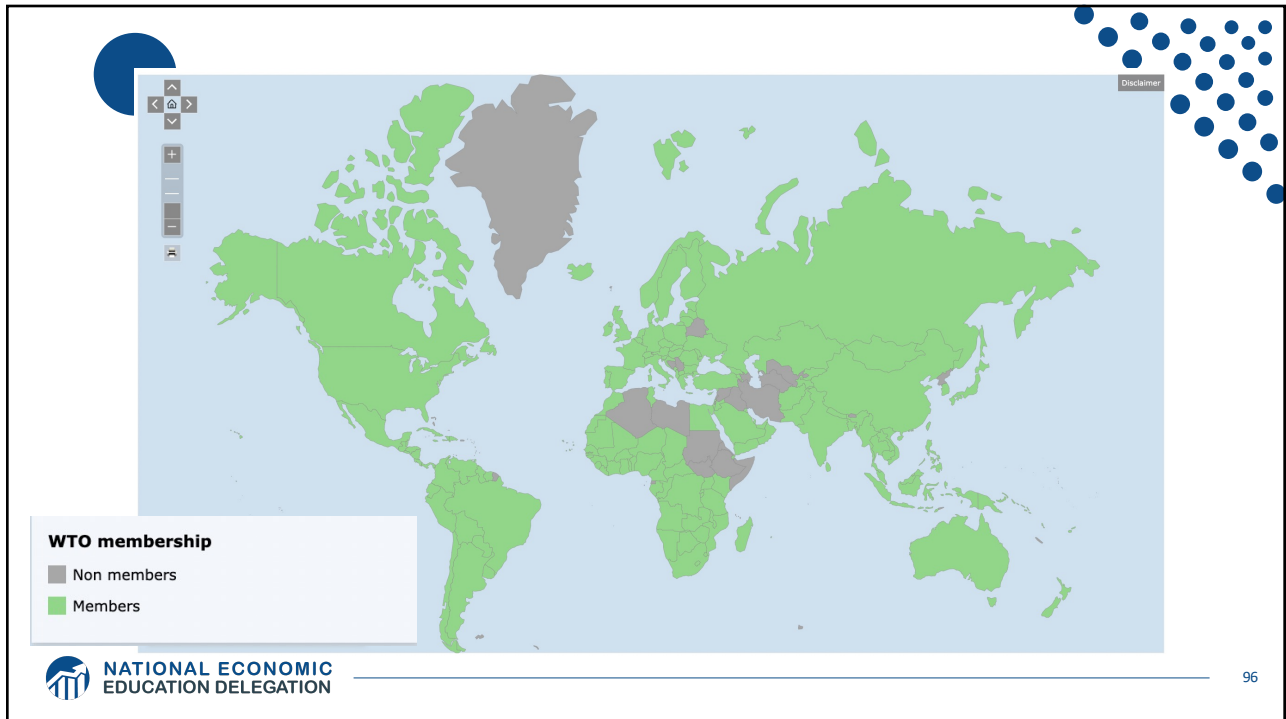 Disclaimer
WTO membership
Non members
Members
NATIONAL ECONOMIC
EDUCATION DELEGATION
96